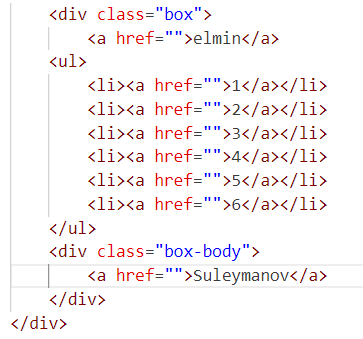 <div class="box">
<a href="">elmin</a>
<ul>
<li><a href="">1</a></li>
<li><a href="">2</a></li>
<li><a href="">3</a></li>
<li><a href="">4</a></li>
<li><a href="">5</a></li>
<li><a href="">6</a></li>
</ul>
<div class="box-body">
<a href="">Suleymanov</a>
</div>
</div>